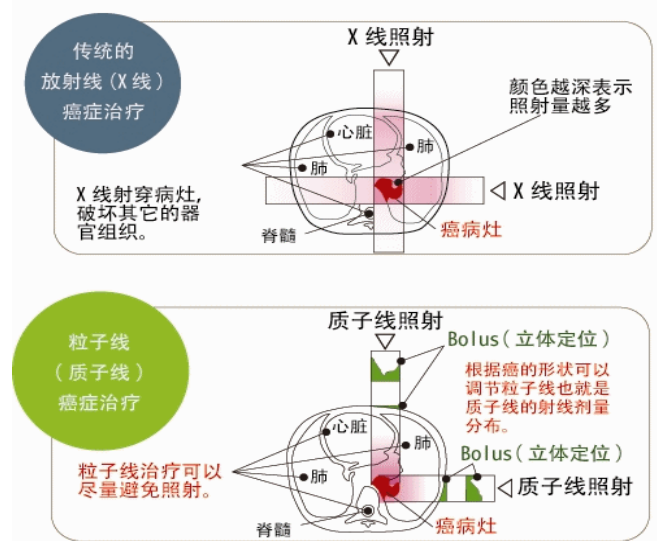 传统的
放射线（X 线）
癌症治疗
X 线照射
颜色越深表示
照射量越多
心脏
肺
肺
X 线射穿病灶，
破坏其它的器
官组织。
X 线照射
脊髓
癌病灶
粒子线
（质子线）
癌症治疗
质子线照射
Bolus（立体定位）
根据癌的形状可以
调节粒子线也就是
质子线的射线剂量
分布。
心脏
肺
Bolus（立体定位）
粒子线治疗可以
尽量避免照射。
肺
质子线照射
脊髓
癌病灶